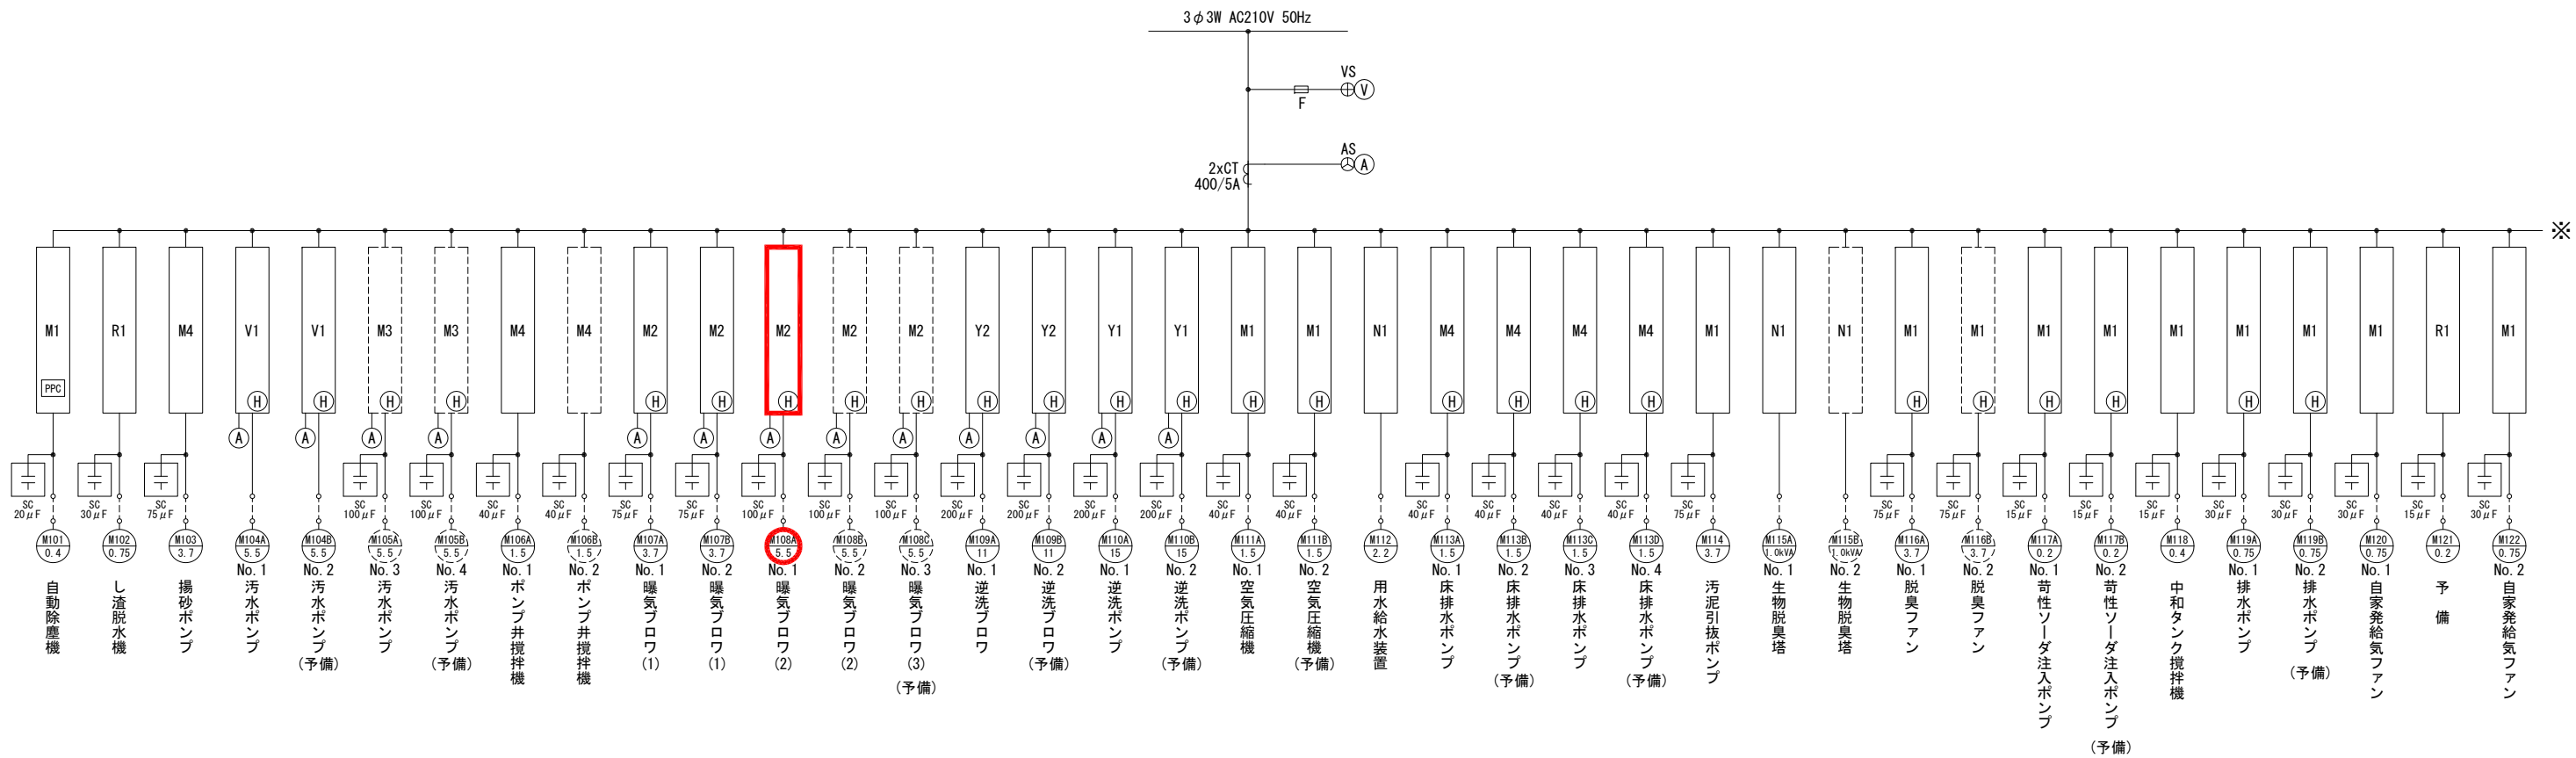 3φ3W AC210V 50Hz
VS
V
F
AS
A
2xCT
400/5A
※
M1 R1 M4 V1 V1 M3 M3 M4 M4 M2 M2 M2 M2 M2 Y2 Y2 Y1 Y1 M1 M1 N1 M4 M4 M4 M4 M1 N1 N1 M1 M1 M1 M1 M1 M1 M1 M1 R1 M1
PPC
H H H H H H H H H H H H H H H H H H H H H H H
A A A A A A A A A A A A A
SC SC SC SC SC SC SC SC SC SC SC SC SC SC SC SC SC SC SC SC SC SC SC SC SC SC SC SC SC SC SC SC SC
20μF 30μF 75μF 100μF 100μF 40μF 40μF 75μF 75μF 100μF 100μF 100μF 200μF 200μF 200μF 200μF 40μF 40μF 40μF 40μF 40μF 40μF 75μF 75μF 75μF 15μF 15μF 15μF 30μF 30μF 30μF 15μF 30μF
M101 M102 M103 M104A M104B M105A M105B M106A M106B M107A M107B M108A M108B M108C M109A M109B M110A M110B M111A M111B M112 M113A M113B M113C M113D M114 M115A M115B M116A M116B M117A M117B M118 M119A M119B M120 M121 M122
0.4 0.75 3.7 5.5 5.5 5.5 5.5 1.5 1.5 3.7 3.7 5.5 5.5 5.5 11 11 15 15 1.5 1.5 2.2 1.5 1.5 1.5 1.5 3.7 1.0kVA 1.0kVA 3.7 3.7 0.2 0.2 0.4 0.75 0.75 0.75 0.2 0.75
自動除塵機
し渣脱水機
揚砂ポンプ
No.1 汚水ポンプ
No.2 汚水ポンプ (予備)
No.3 汚水ポンプ
No.4 汚水ポンプ (予備)
No.1 ポンプ井撹拌機
No.2 ポンプ井撹拌機
No.1 曝気ブロワ (1)
No.2 曝気ブロワ (1)
No.1 曝気ブロワ (2)
No.2 曝気ブロワ (2)
No.3 曝気ブロワ (3) (予備)
No.1 逆洗ブロワ
No.2 逆洗ブロワ (予備)
No.1 逆洗ポンプ
No.2 逆洗ポンプ (予備)
No.1 空気圧縮機
No.2 空気圧縮機 (予備)
用水給水装置
No.1 床排水ポンプ
No.2 床排水ポンプ (予備)
No.3 床排水ポンプ
No.4 床排水ポンプ (予備)
汚泥引抜ポンプ
No.1 生物脱臭塔
No.2 生物脱臭塔
No.1 脱臭ファン
No.2 脱臭ファン
No.1 苛性ソーダ注入ポンプ
No.2 苛性ソーダ注入ポンプ (予備)
中和タンク撹拌機
No.1 排水ポンプ
No.2 排水ポンプ (予備)
No.1 自家発給気ファン
予 備
No.2 自家発給気ファン